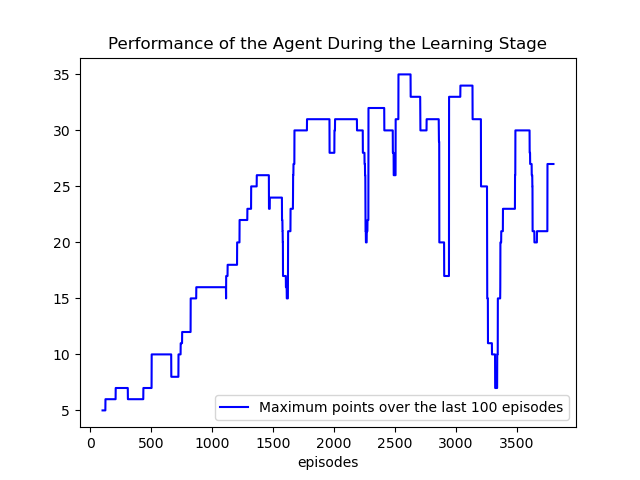 Performance of the Agent During the Learning Stage
35
30
25
20
15
10
5
Maximum points over the last 100 episodes
0 500 1000 1500 2000 2500 3000 3500
episodes